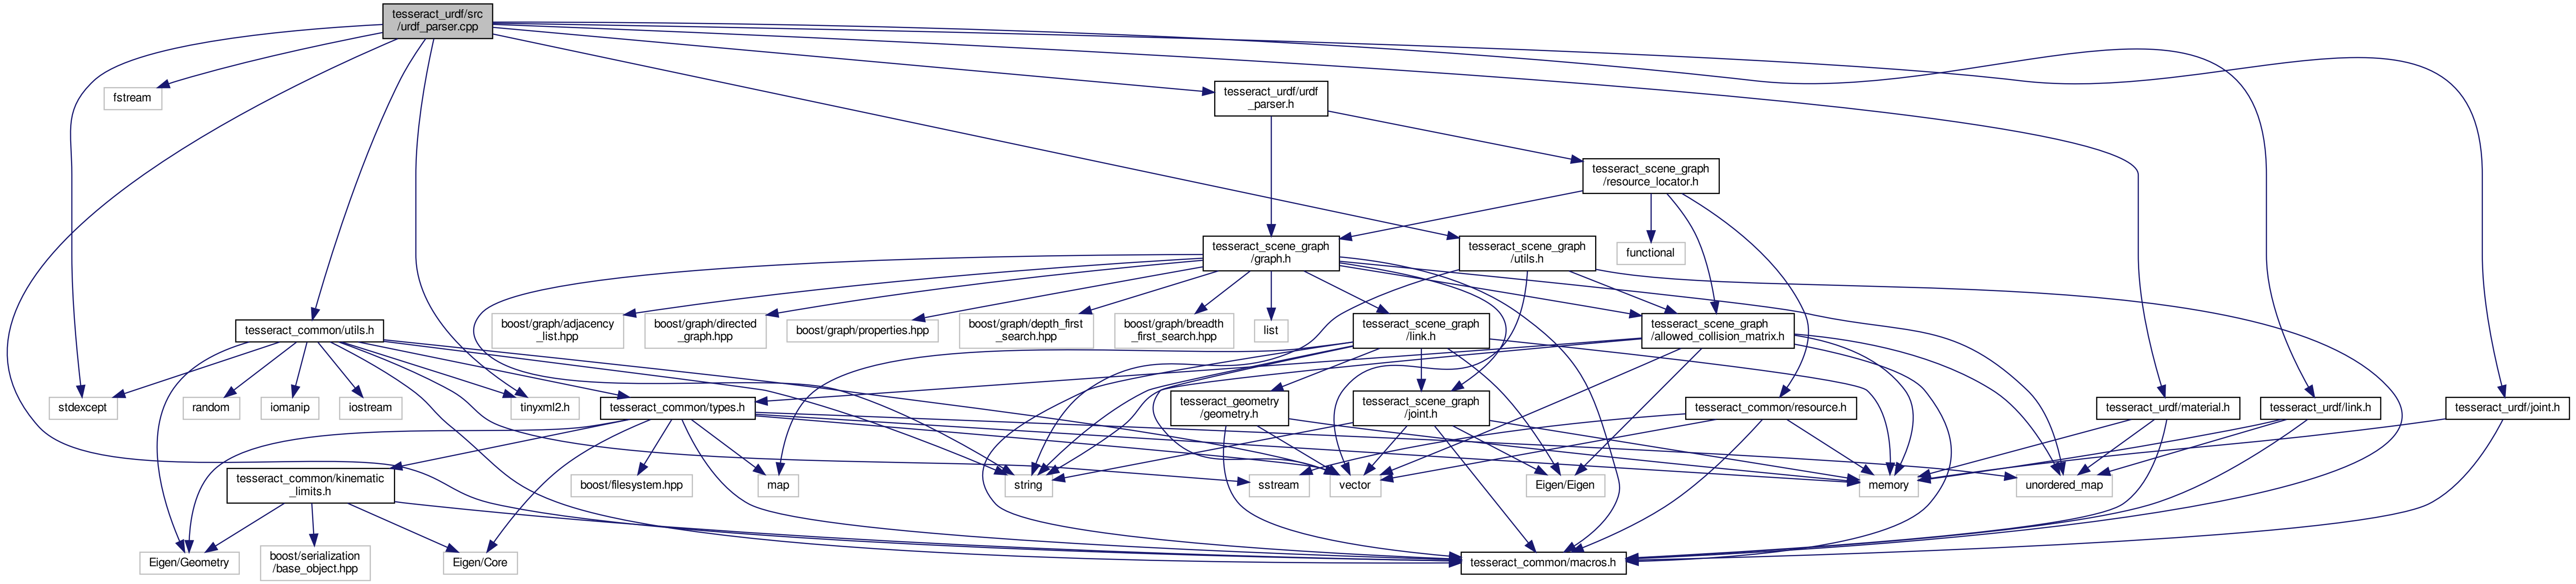 tesseract_urdf/src
/urdf_parser.cpp
fstream
tesseract_urdf/urdf
_parser.h
tesseract_scene_graph
/resource_locator.h
tesseract_scene_graph
/graph.h
tesseract_scene_graph
/utils.h
functional
tesseract_common/utils.h
boost/graph/adjacency
_list.hpp
boost/graph/directed
_graph.hpp
boost/graph/properties.hpp
boost/graph/depth_first
_search.hpp
boost/graph/breadth
_first_search.hpp
list
tesseract_scene_graph
/link.h
tesseract_scene_graph
/allowed_collision_matrix.h
stdexcept
random
iomanip
iostream
tinyxml2.h
tesseract_common/types.h
tesseract_geometry
/geometry.h
tesseract_scene_graph
/joint.h
tesseract_common/resource.h
tesseract_urdf/material.h
tesseract_urdf/link.h
tesseract_urdf/joint.h
tesseract_common/kinematic
_limits.h
boost/filesystem.hpp
map
string
sstream
vector
Eigen/Eigen
memory
unordered_map
Eigen/Geometry
boost/serialization
/base_object.hpp
Eigen/Core
tesseract_common/macros.h